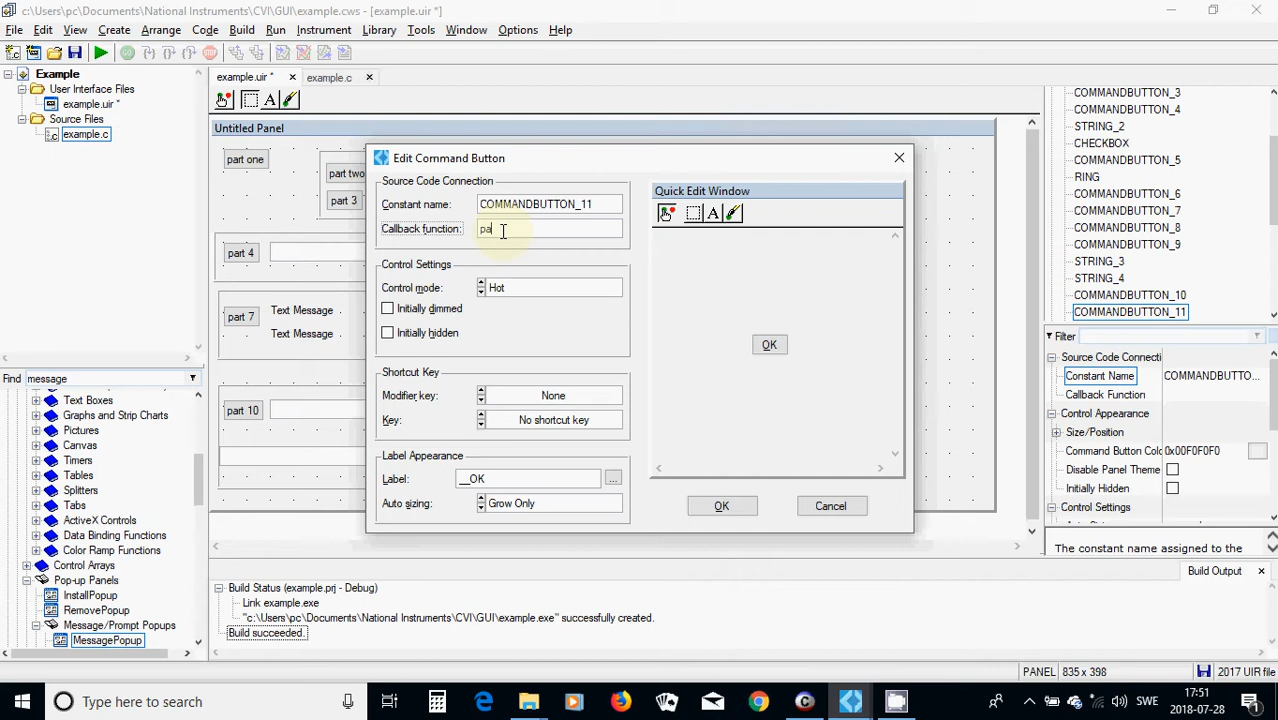 c:\Users\pc\Documents\National Instruments\CVI\GUI\example.cws - [example.uir *]
File Edit View Create Arrange Code Build Run Instrument Library Tools Window Options Help
Example
User Interface Files
example.uir *
Source Files
example.c
example.uir *
example.c
Untitled Panel
part one
part two
part 3
part 4
part 7
Text Message
Text Message
part 10
Edit Command Button
Source Code Connection
Constant name: COMMANDBUTTON_11
Callback function: pa
Control Settings
Control mode: Hot
Initially dimmed
Initially hidden
Shortcut Key
Modifier key: None
Key: No shortcut key
Label Appearance
Label: __OK ...
Auto sizing: Grow Only
Quick Edit Window
OK
OK Cancel
COMMANDBUTTON_3
COMMANDBUTTON_4
STRING_2
CHECKBOX
COMMANDBUTTON_5
RING
COMMANDBUTTON_6
COMMANDBUTTON_7
COMMANDBUTTON_8
COMMANDBUTTON_9
STRING_3
STRING_4
COMMANDBUTTON_10
COMMANDBUTTON_11
Filter
Source Code Connecti
Constant Name COMMANDBUTTO...
Callback Function
Control Appearance
Size/Position
Command Button Colo 0x00F0F0F0
Disable Panel Theme
Initially Hidden
Control Settings
The constant name assigned to the
Find message
Text Boxes
Graphs and Strip Charts
Pictures
Canvas
Timers
Tables
Splitters
Tabs
ActiveX Controls
Data Binding Functions
Color Ramp Functions
Control Arrays
Pop-up Panels
InstallPopup
RemovePopup
Message/Prompt Popups
MessagePopup
Build Output
Build Status (example.prj - Debug)
Link example.exe
"c:\Users\pc\Documents\National Instruments\CVI\GUI\example.exe" successfully created.
Build succeeded.
PANEL 835 x 398 2017 UIR file
Type here to search
SWE
17:51
2018-07-28